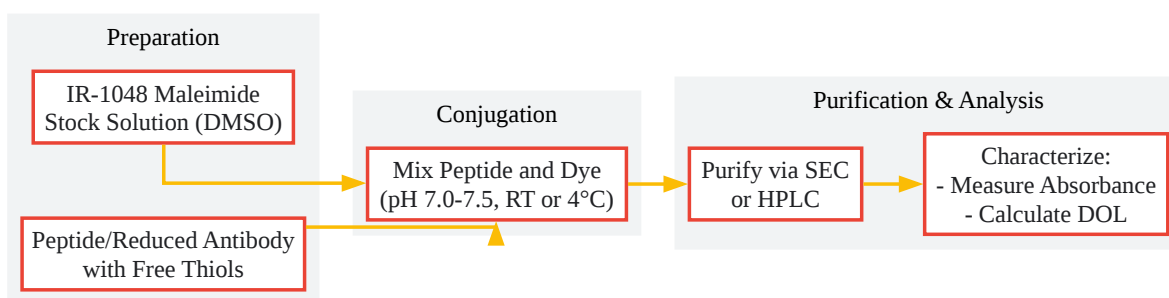 Preparation
IR-1048 Maleimide
Stock Solution (DMSO)
Peptide/Reduced Antibody
with Free Thiols
Conjugation
Mix Peptide and Dye
(pH 7.0-7.5, RT or 4°C)
Purification & Analysis
Purify via SEC
or HPLC
Characterize:
- Measure Absorbance
- Calculate DOL